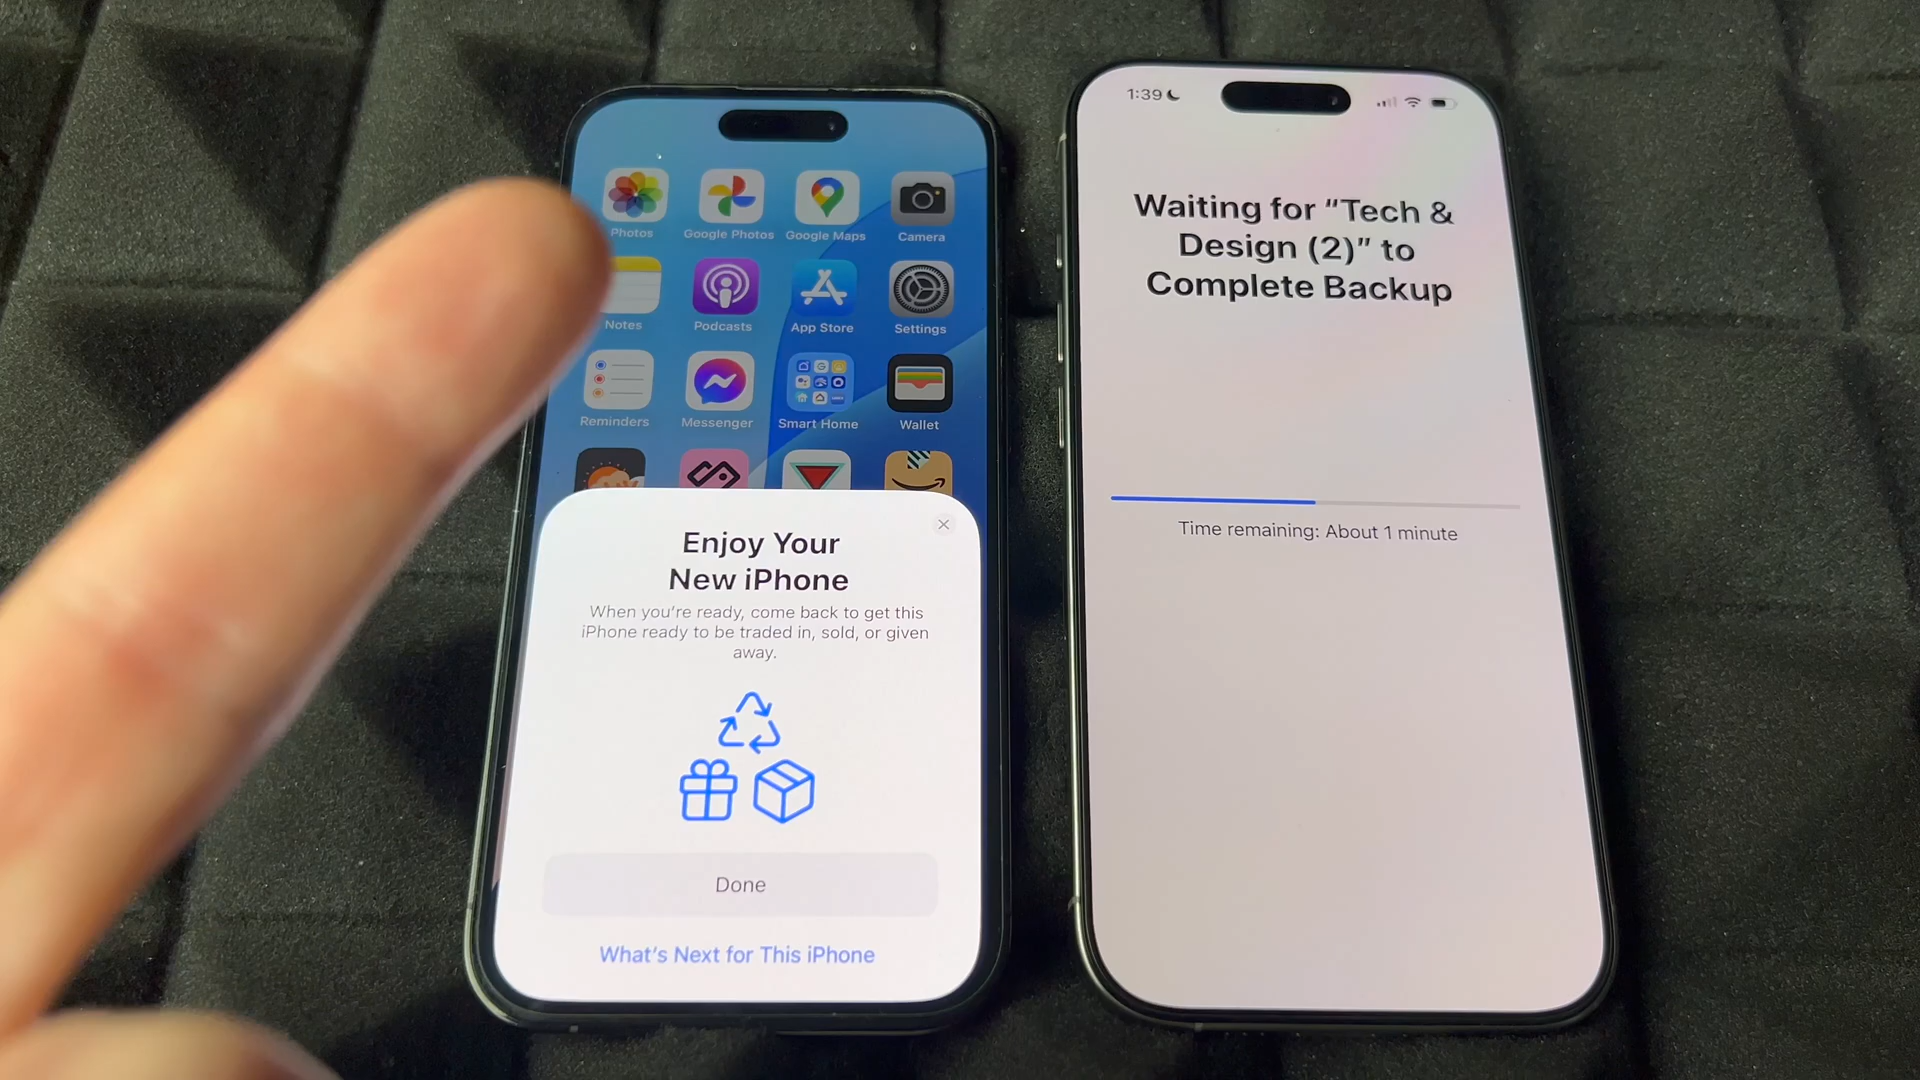 Photos
Google Photos
Google Maps
Camera
Notes
Podcasts
App Store
Settings
Reminders
Messenger
Smart Home
Wallet
Enjoy Your
New iPhone
When you're ready, come back to get this
iPhone ready to be traded in, sold, or given
away.
Done
What's Next for This iPhone
1:39
Waiting for "Tech &
Design (2)" to
Complete Backup
Time remaining: About 1 minute